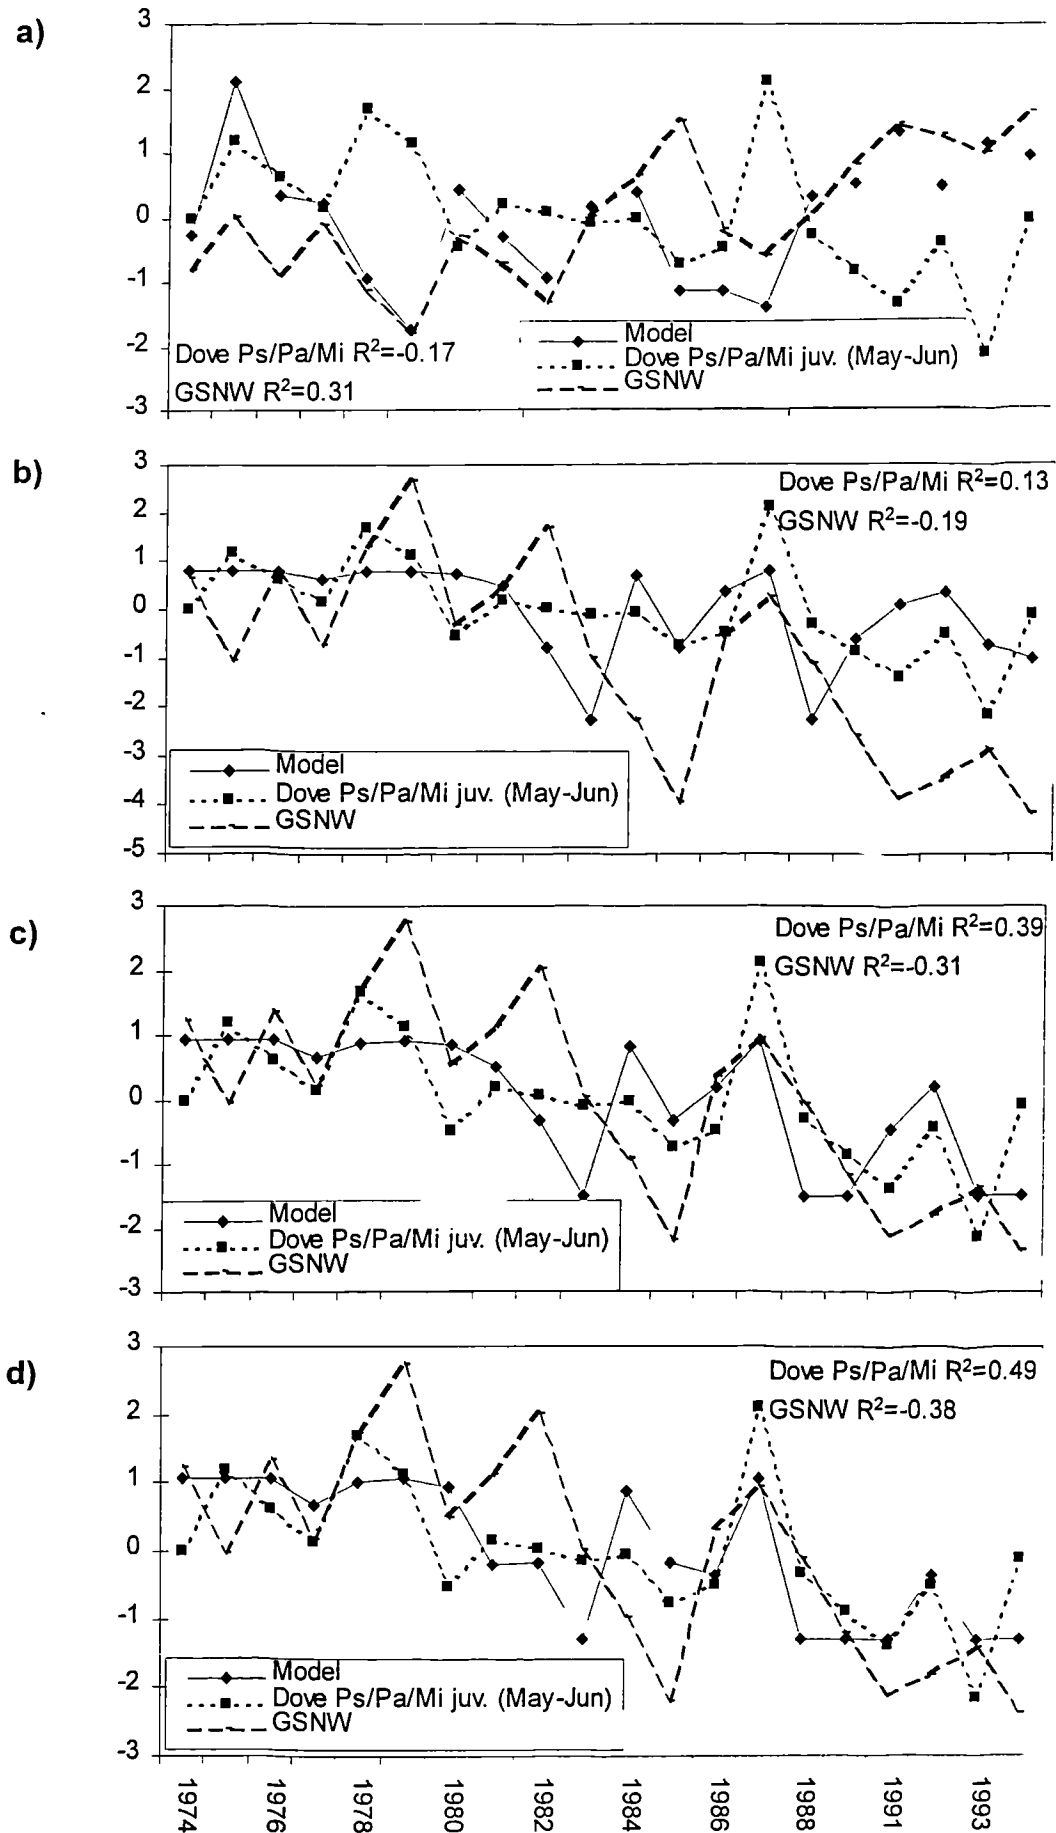 a)
3
2
1
0
-1
-2
-3
Dove Ps/Pa/Mi R²=-0.17
GSNW R²=0.31
Model
Dove Ps/Pa/Mi juv. (May-Jun)
GSNW
b)
3
2
1
0
-1
-2
-3
-4
-5
Dove Ps/Pa/Mi R²=0.13
GSNW R²=-0.19
Model
Dove Ps/Pa/Mi juv. (May-Jun)
GSNW
c)
3
2
1
0
-1
-2
-3
Dove Ps/Pa/Mi R²=0.39
GSNW R²=-0.31
Model
Dove Ps/Pa/Mi juv. (May-Jun)
GSNW
d)
3
2
1
0
-1
-2
-3
Dove Ps/Pa/Mi R²=0.49
GSNW R²=-0.38
Model
Dove Ps/Pa/Mi juv. (May-Jun)
GSNW
1974
1976
1978
1980
1982
1984
1986
1988
1991
1993